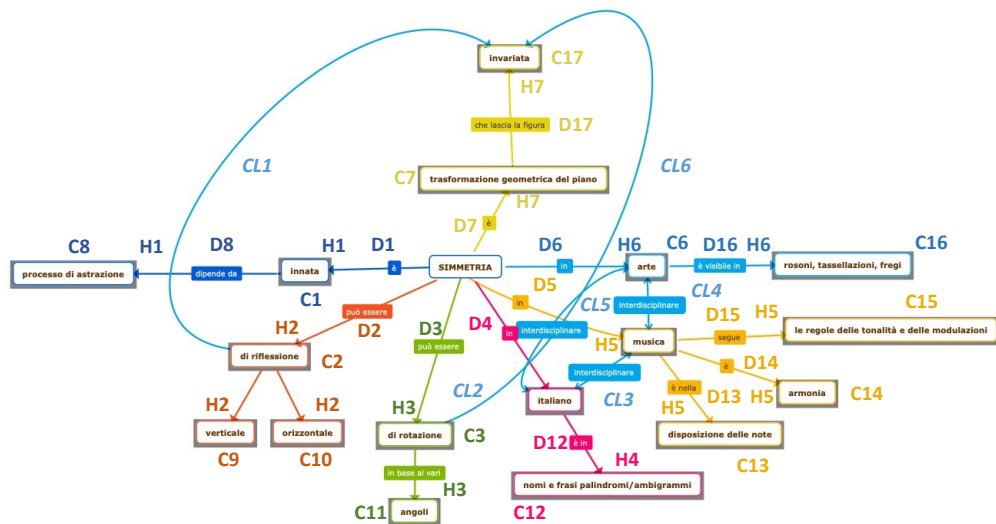 invariata C17
H7
che lascia la figura D17
CL1
CL6
C7 trasformazione geometrica del piano
H7
D7 è
C8 H1 D8 H1 D1 D6 H6 C6 D16 H6 C16
processo di astrazione dipende da innata è SIMMETRIA in arte è visibile in rosoni, tassellazioni, fregi
C1
D5
CL5 CL4
interdisciplinare
in
può essere
D2
H2
D3
può essere
D4
in interdisciplinare
H5 musica
D15 H5 C15
segue le regole delle tonalità e delle modulazioni
di riflessione C2
è D14
interdisciplinare
CL2
CL3
è nella D13 H5 armonia C14
H5
italiano
H2 H2
H3
verticale orizzontale
C9 C10
di rotazione C3
D12 è in
disposizione delle note
C13
in base ai vari
H3
H4
nomi e frasi palindromi/ambigrammi
C12
C11 angoli